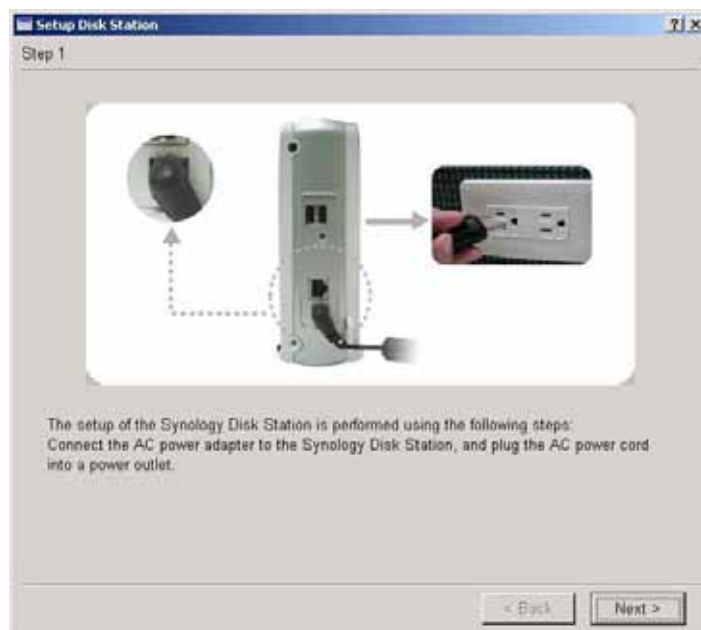 Setup Disk Station
Step 1
The setup of the Synology Disk Station is performed using the following steps:
Connect the AC power adapter to the Synology Disk Station, and plug the AC power cord
into a power outlet.
< Back
Next >